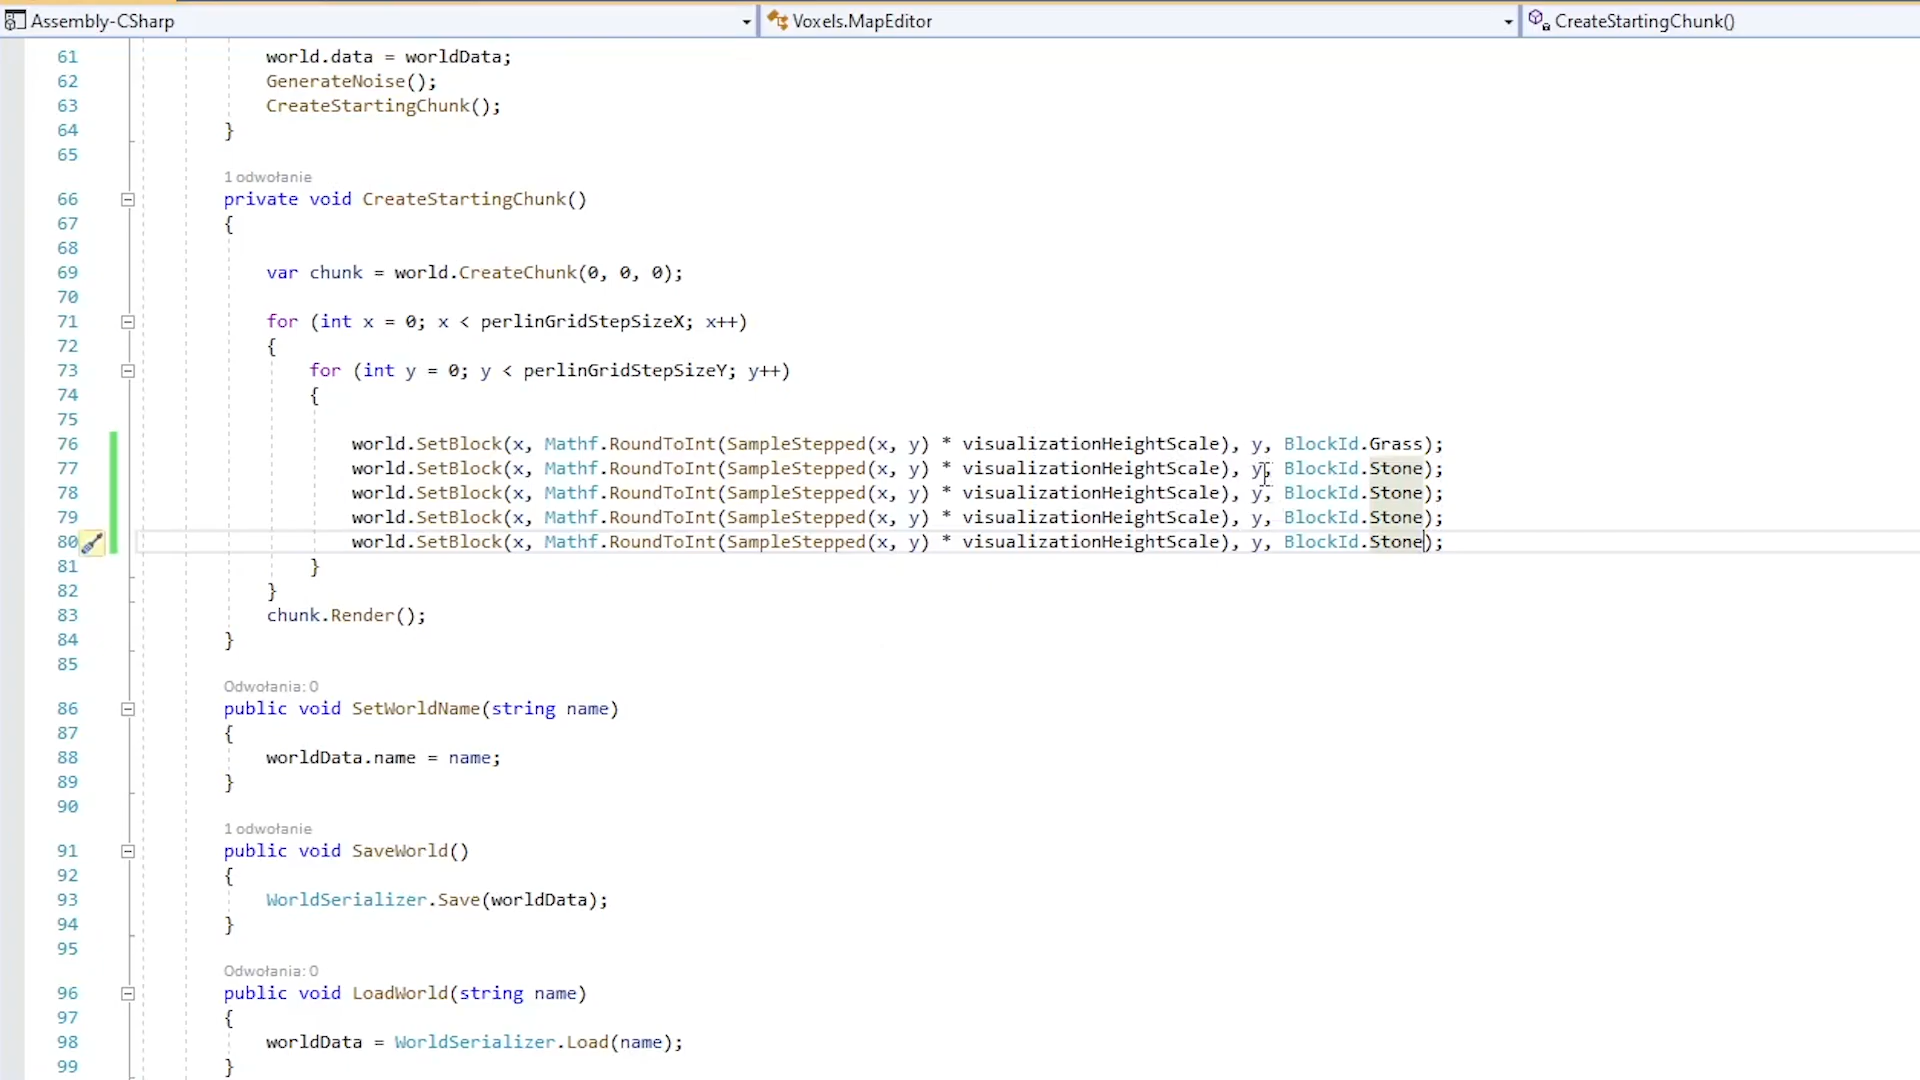 Assembly-CSharp Voxels.MapEditor CreateStartingChunk()
61 world.data = worldData;
62 GenerateNoise();
63 CreateStartingChunk();
64 }
65
1 odwołanie
66 private void CreateStartingChunk()
67 {
68
69 var chunk = world.CreateChunk(0, 0, 0);
70
71 for (int x = 0; x < perlinGridStepSizeX; x++)
72 {
73 for (int y = 0; y < perlinGridStepSizeY; y++)
74 {
75
76 world.SetBlock(x, Mathf.RoundToInt(SampleStepped(x, y) * visualizationHeightScale), y, BlockId.Grass);
77 world.SetBlock(x, Mathf.RoundToInt(SampleStepped(x, y) * visualizationHeightScale), y, BlockId.Stone);
78 world.SetBlock(x, Mathf.RoundToInt(SampleStepped(x, y) * visualizationHeightScale), y, BlockId.Stone);
79 world.SetBlock(x, Mathf.RoundToInt(SampleStepped(x, y) * visualizationHeightScale), y, BlockId.Stone);
80 world.SetBlock(x, Mathf.RoundToInt(SampleStepped(x, y) * visualizationHeightScale), y, BlockId.Stone);
81 }
82 }
83 chunk.Render();
84 }
85
Odwołania: 0
86 public void SetWorldName(string name)
87 {
88 worldData.name = name;
89 }
90
1 odwołanie
91 public void SaveWorld()
92 {
93 WorldSerializer.Save(worldData);
94 }
95
Odwołania: 0
96 public void LoadWorld(string name)
97 {
98 worldData = WorldSerializer.Load(name);
99 }